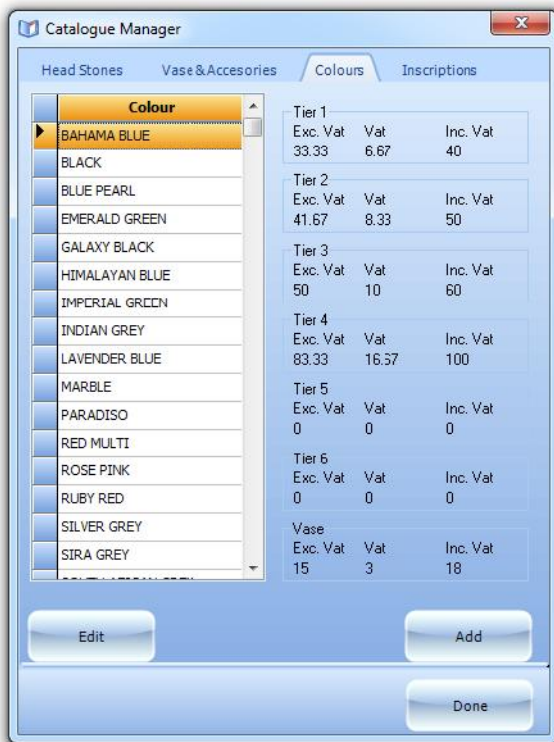 Catalogue Manager
Head Stones Vase&Accesories Colours Inscriptions
Colour
BAHAMA BLUE
BLACK
BLUE PEARL
EMERALD GREEN
GALAXY BLACK
HIMALAYAN BLUE
IMPERIAL GREEN
INDIAN GREY
LAVENDER BLUE
MARBLE
PARADISO
RED MULTI
ROSE PINK
RUBY RED
SILVER GREY
SIRA GREY
Tier 1
Exc. Vat Vat Inc. Vat
33.33 6.67 40
Tier 2
Exc. Vat Vat Inc. Vat
41.67 8.33 50
Tier 3
Exc. Vat Vat Inc. Vat
50 10 60
Tier 4
Exc. Vat Vat Inc. Vat
83.33 16.67 100
Tier 5
Exc. Vat Vat Inc. Vat
0 0 0
Tier 6
Exc. Vat Vat Inc. Vat
0 0 0
Vase
Exc. Vat Vat Inc. Vat
15 3 18
Edit Add
Done